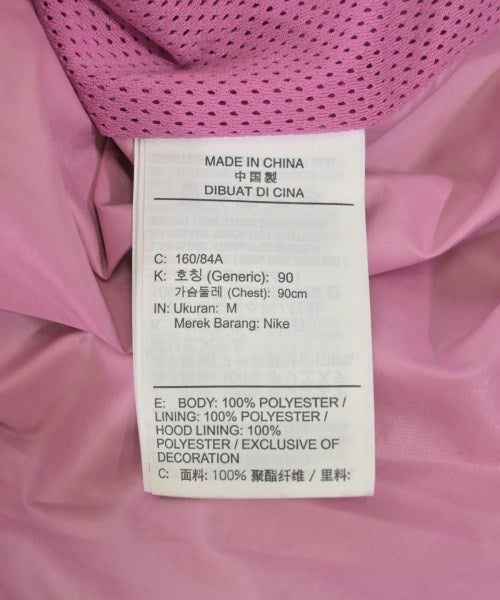 MADE IN CHINA
中国製
DIBUAT DI CINA
C: 160/84A
K: 호칭 (Generic): 90
가슴둘레 (Chest): 90cm
IN: Ukuran: M
Merek Barang: Nike
E: BODY: 100% POLYESTER /
LINING: 100% POLYESTER /
HOOD LINING: 100%
POLYESTER / EXCLUSIVE OF
DECORATION
C: 面料: 100% 聚酯纤维 / 里料: